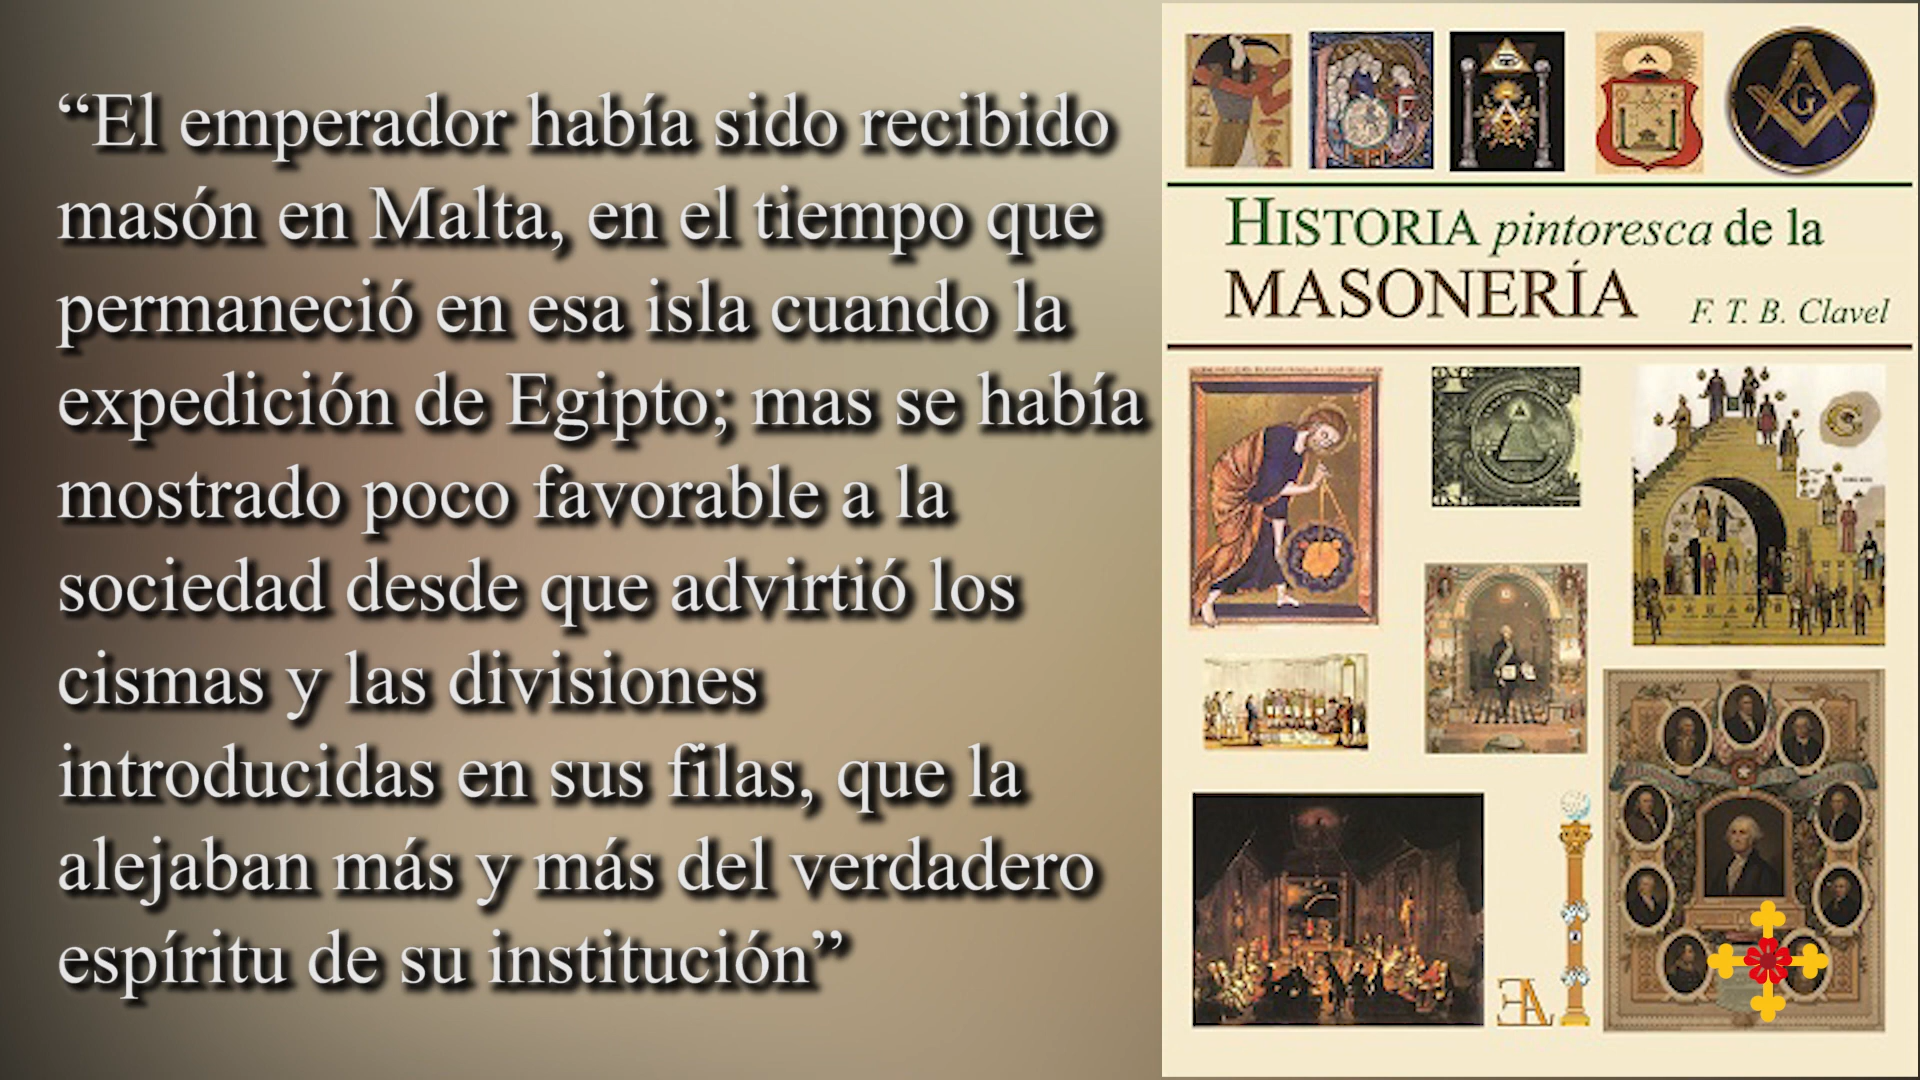 “El emperador había sido recibido
masón en Malta, en el tiempo que
permaneció en esa isla cuando la
expedición de Egipto; mas se había
mostrado poco favorable a la
sociedad desde que advirtió los
cismas y las divisiones
introducidas en sus filas, que la
alejaban más y más del verdadero
espíritu de su institución”
HISTORIA pintoresca de la
MASONERÍA F. T. B. Clavel
G